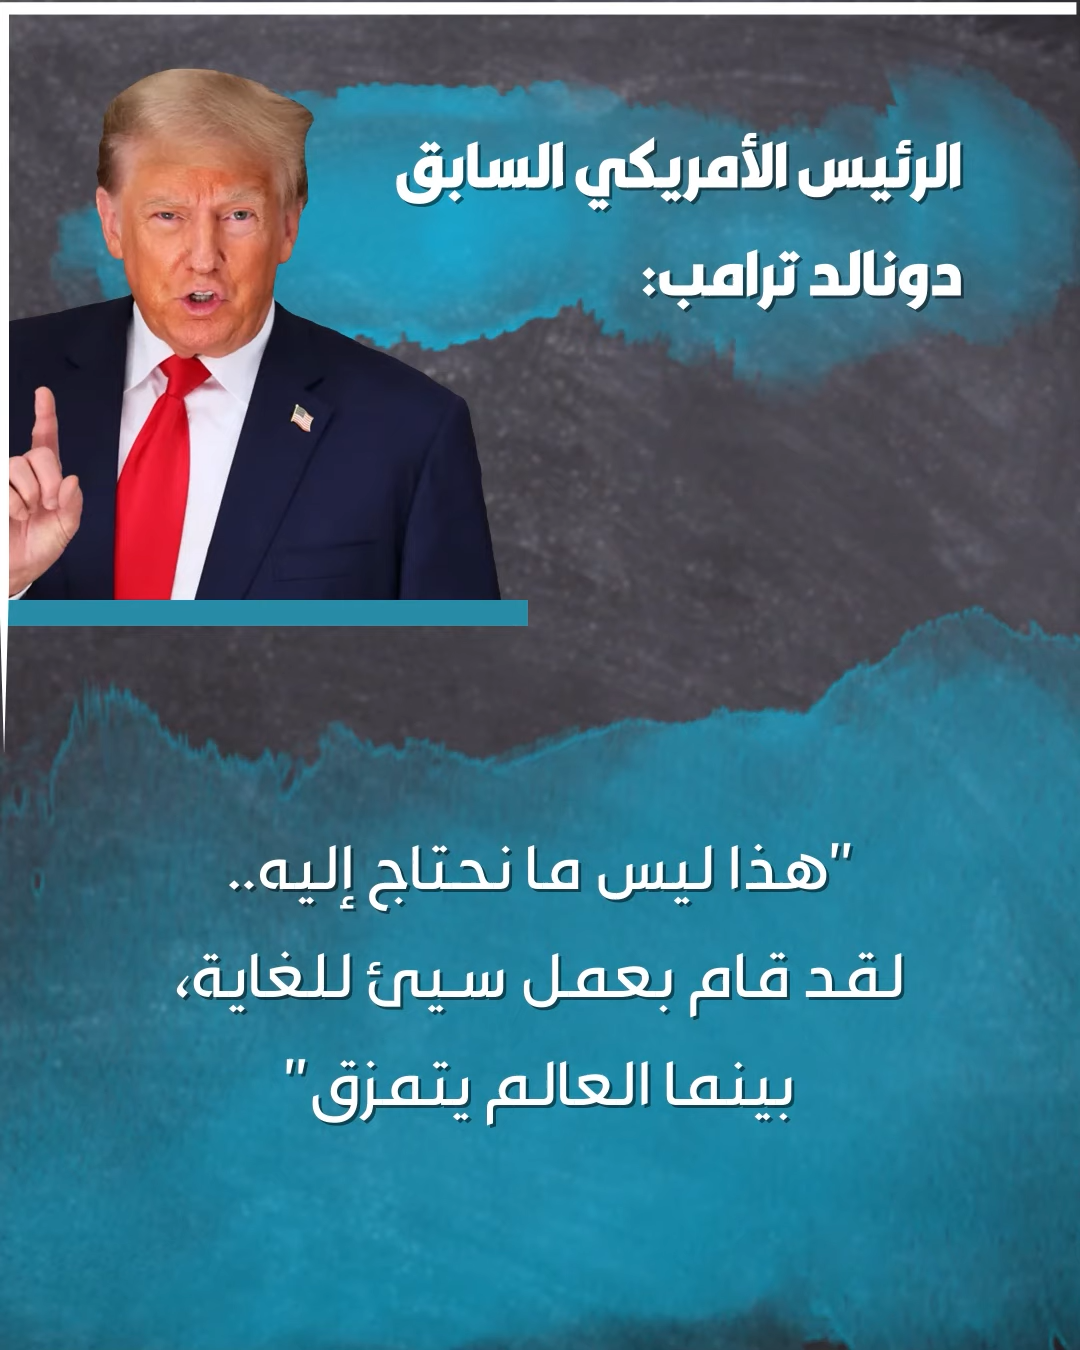 الرئيس الأمريكي السابق
دونالد ترامب:
"هذا ليس ما نحتاج إليه..
لقد قام بعمل سيئ للغاية،
بينما العالم يتمزق"